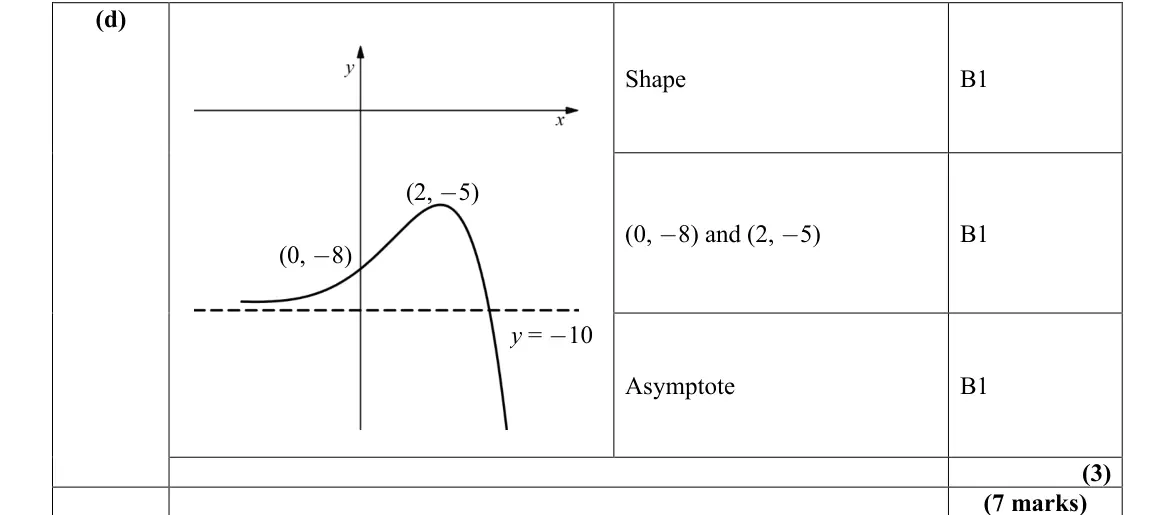 (d)
y
x
(2, −5)
(0, −8)
y = −10
Shape
B1
(0, −8) and (2, −5)
B1
Asymptote
B1
(3)
(7 marks)